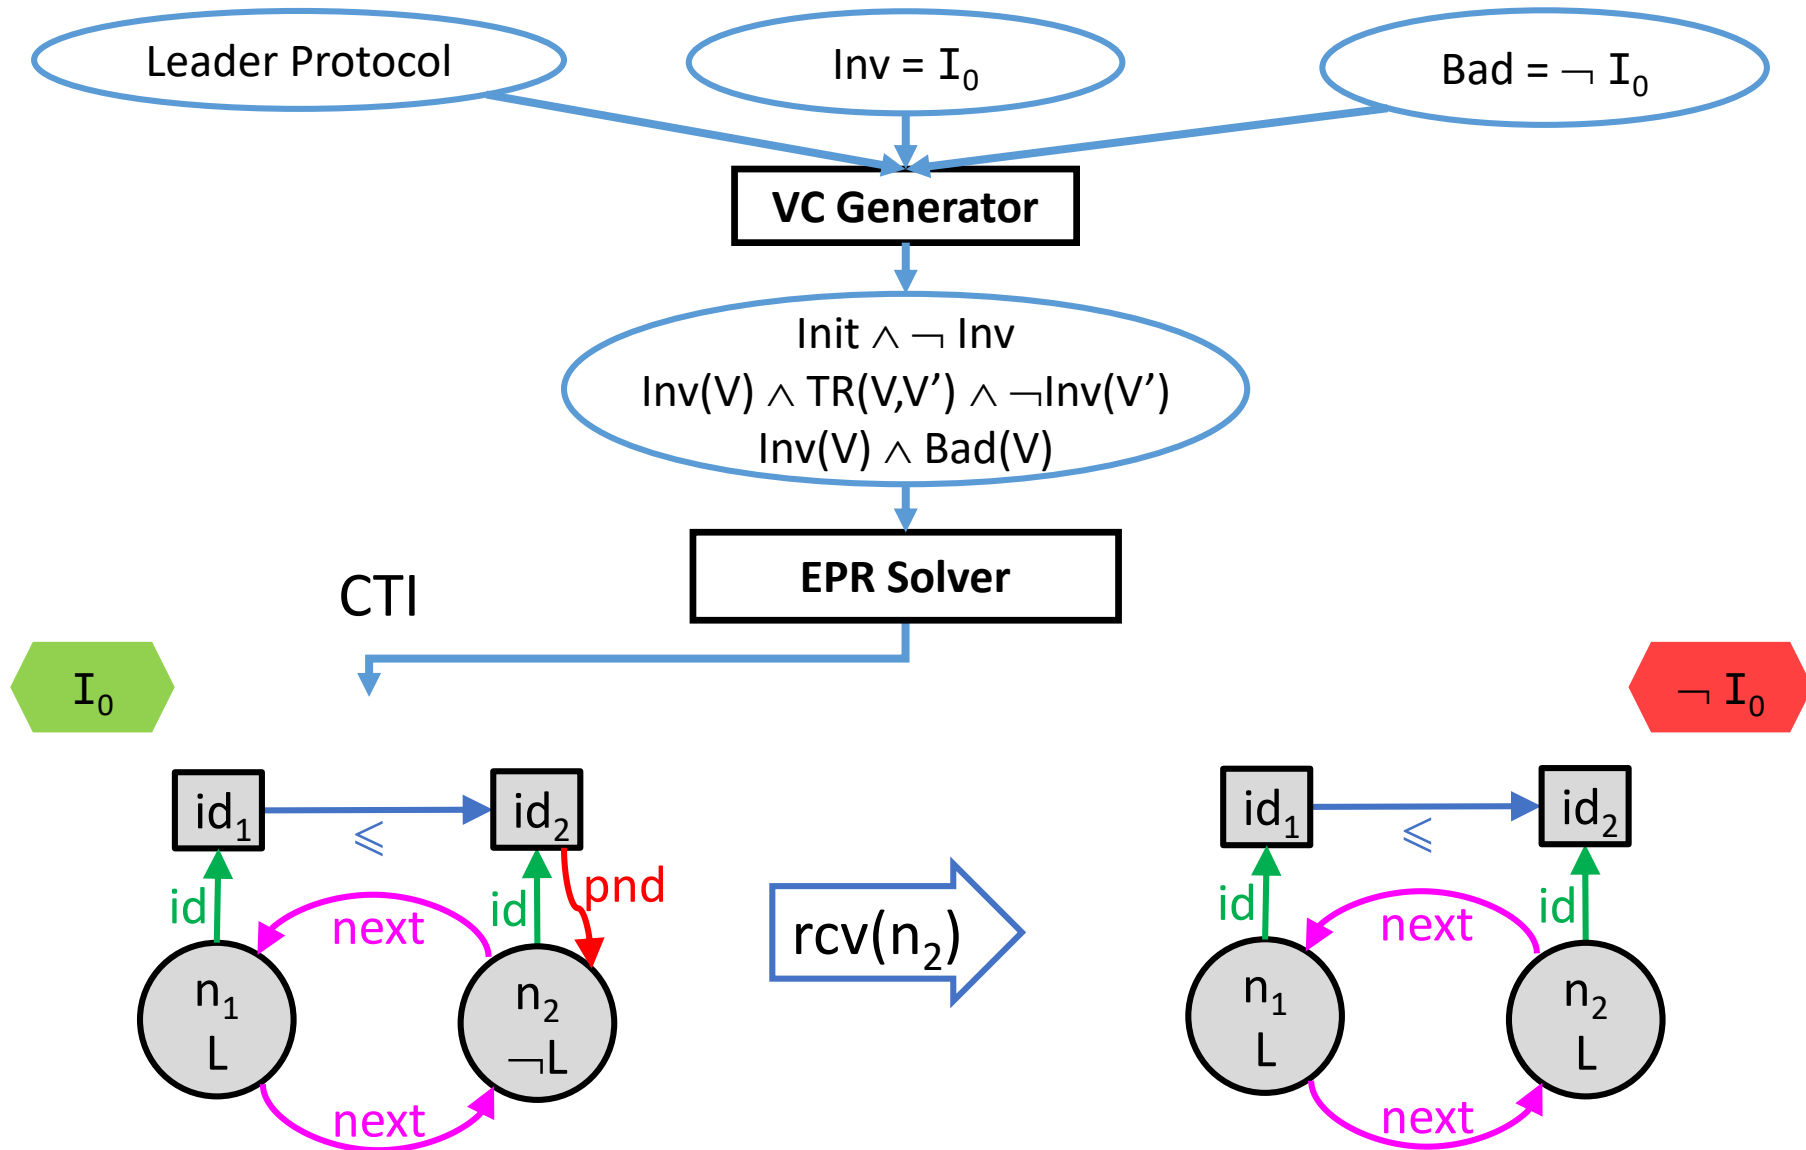 Leader Protocol
Inv = I₀
Bad = ¬ I₀
VC Generator
Init ∧ ¬ Inv
Inv(V) ∧ TR(V,V’) ∧ ¬Inv(V’)
Inv(V) ∧ Bad(V)
EPR Solver
CTI
I₀
¬ I₀
id₁
⩽
id₂
id
id
pnd
next
n₁
L
n₂
¬L
next
rcv(n₂)
id₁
⩽
id₂
id
id
next
n₁
L
n₂
L
next